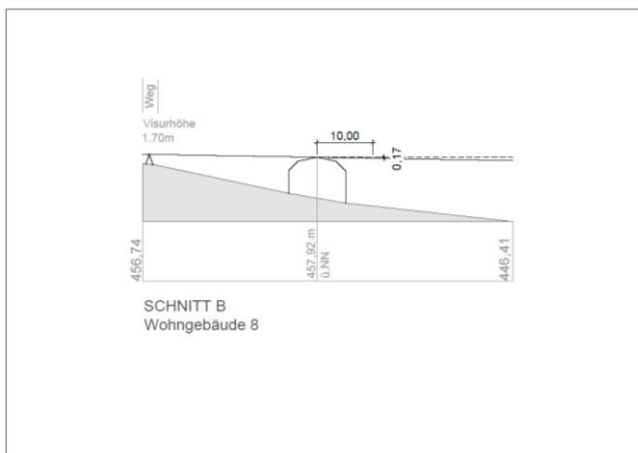 Weg
Visurhöhe
1,70m
10,00
0,17
456,74
457,92 m
ü.NN
446,41
SCHNITT B
Wohngebäude 8